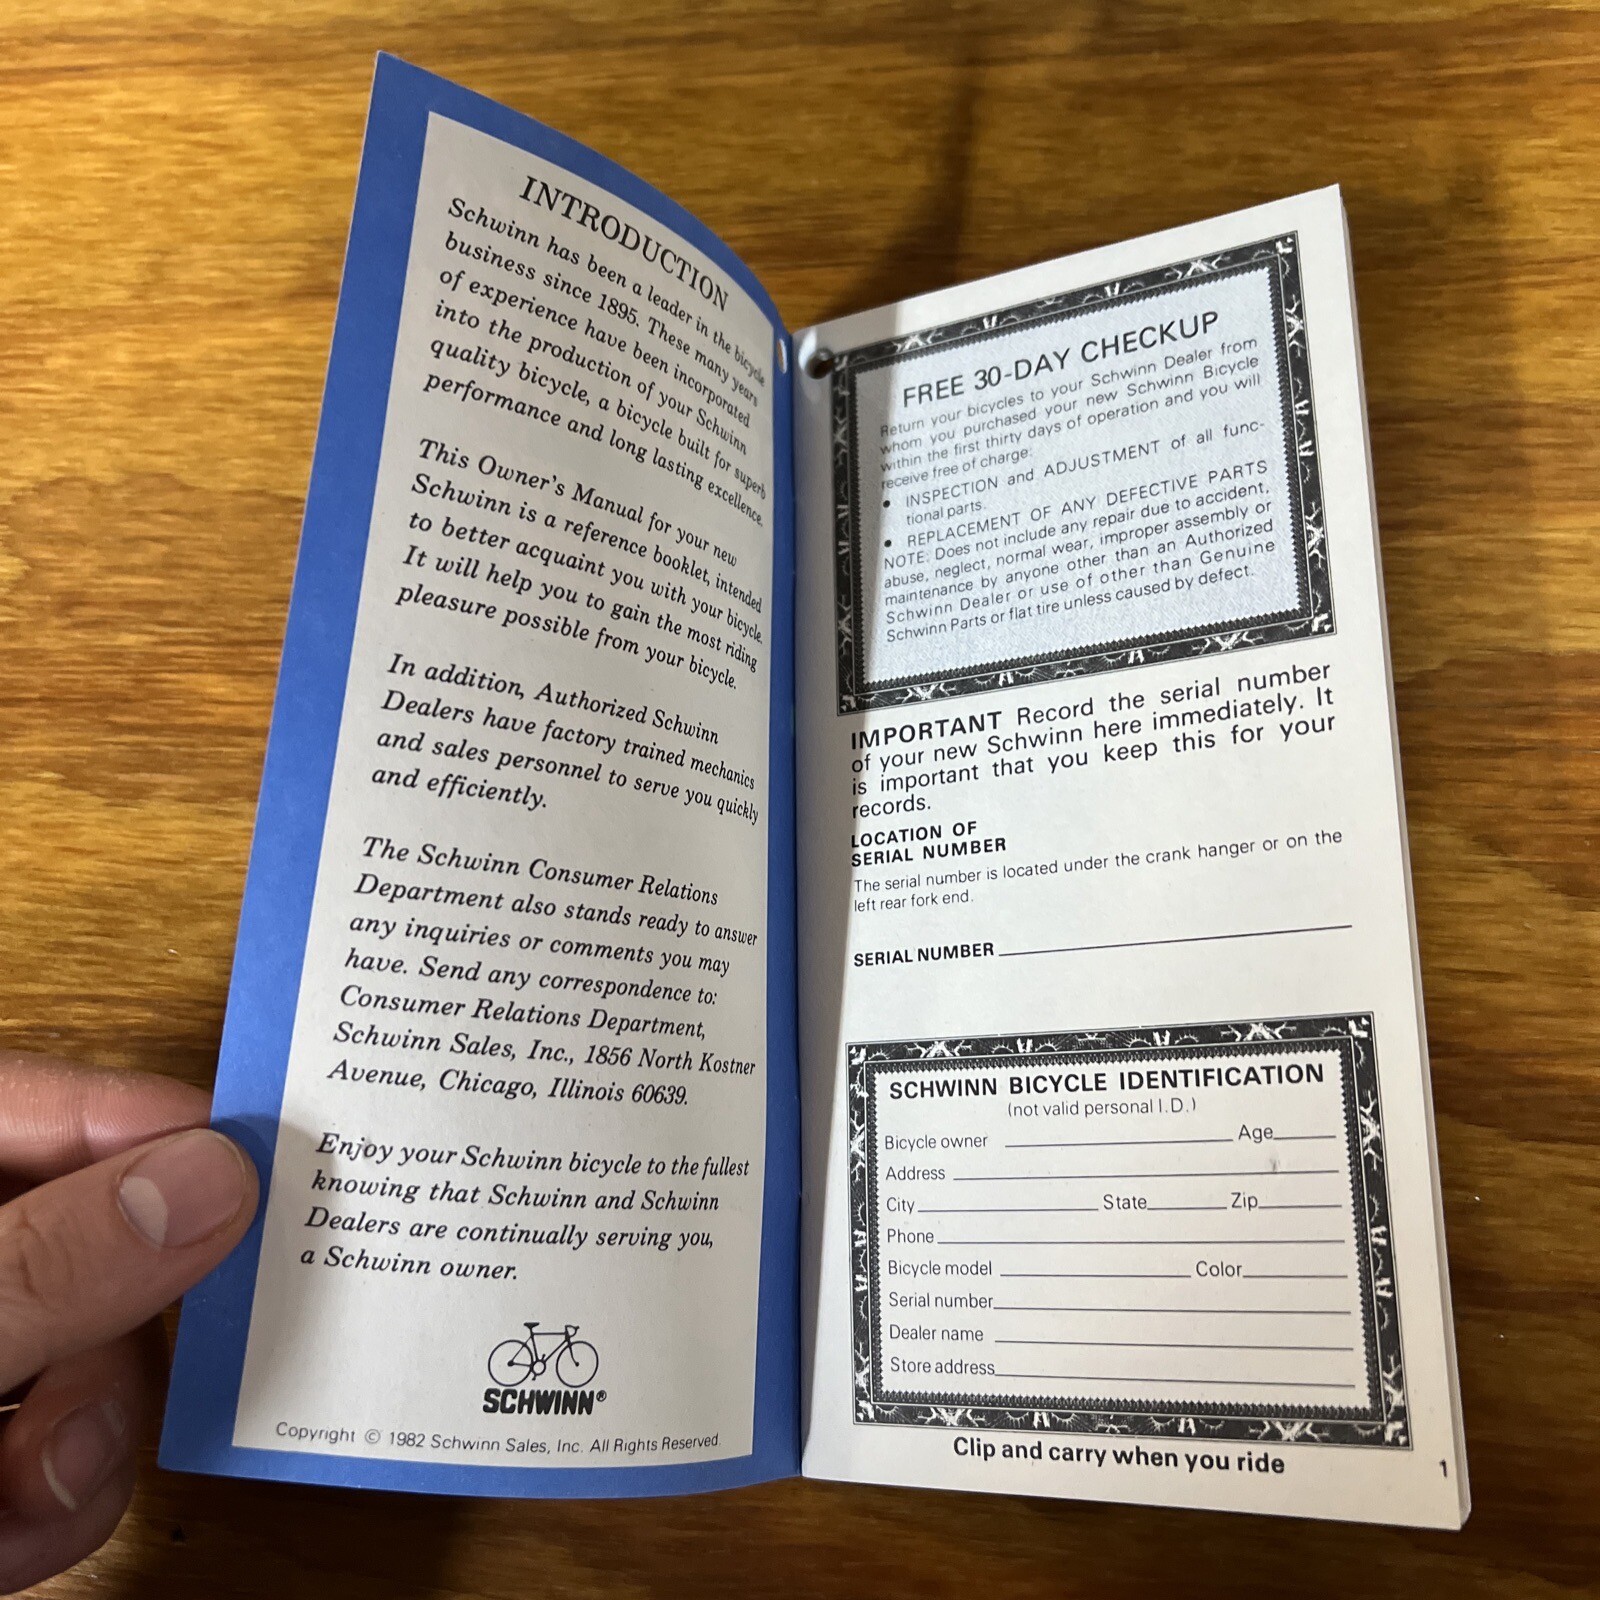 INTRODUCTION
Schwinn has been a leader in the bicycle
business since 1895. These many years
of experience have been incorporated
into the production of your Schwinn
quality bicycle, a bicycle built for superb
performance and long lasting excellence.
This Owner's Manual for your new
Schwinn is a reference booklet, intended
to better acquaint you with your bicycle.
It will help you to gain the most riding
pleasure possible from your bicycle.
In addition, Authorized Schwinn
Dealers have factory trained mechanics
and sales personnel to serve you quickly
and efficiently.
The Schwinn Consumer Relations
Department also stands ready to answer
any inquiries or comments you may
have. Send any correspondence to:
Consumer Relations Department,
Schwinn Sales, Inc., 1856 North Kostner
Avenue, Chicago, Illinois 60639.
Enjoy your Schwinn bicycle to the fullest
knowing that Schwinn and Schwinn
Dealers are continually serving you,
a Schwinn owner.
SCHWINN®
Copyright © 1982 Schwinn Sales, Inc. All Rights Reserved.
FREE 30-DAY CHECKUP
Return your bicycles to your Schwinn Dealer from
whom you purchased your new Schwinn Bicycle
within the first thirty days of operation and you will
receive free of charge:
• INSPECTION and ADJUSTMENT of all func-
tional parts.
• REPLACEMENT OF ANY DEFECTIVE PARTS
NOTE: Does not include any repair due to accident,
abuse, neglect, normal wear, improper assembly or
maintenance by anyone other than an Authorized
Schwinn Dealer or use of other than Genuine
Schwinn Parts or flat tire unless caused by defect.
IMPORTANT Record the serial number
of your new Schwinn here immediately. It
is important that you keep this for your
records.
LOCATION OF
SERIAL NUMBER
The serial number is located under the crank hanger or on the
left rear fork end.
SERIAL NUMBER
SCHWINN BICYCLE IDENTIFICATION
(not valid personal I.D.)
Bicycle owner Age
Address
City State Zip
Phone
Bicycle model Color
Serial number
Dealer name
Store address
Clip and carry when you ride
1